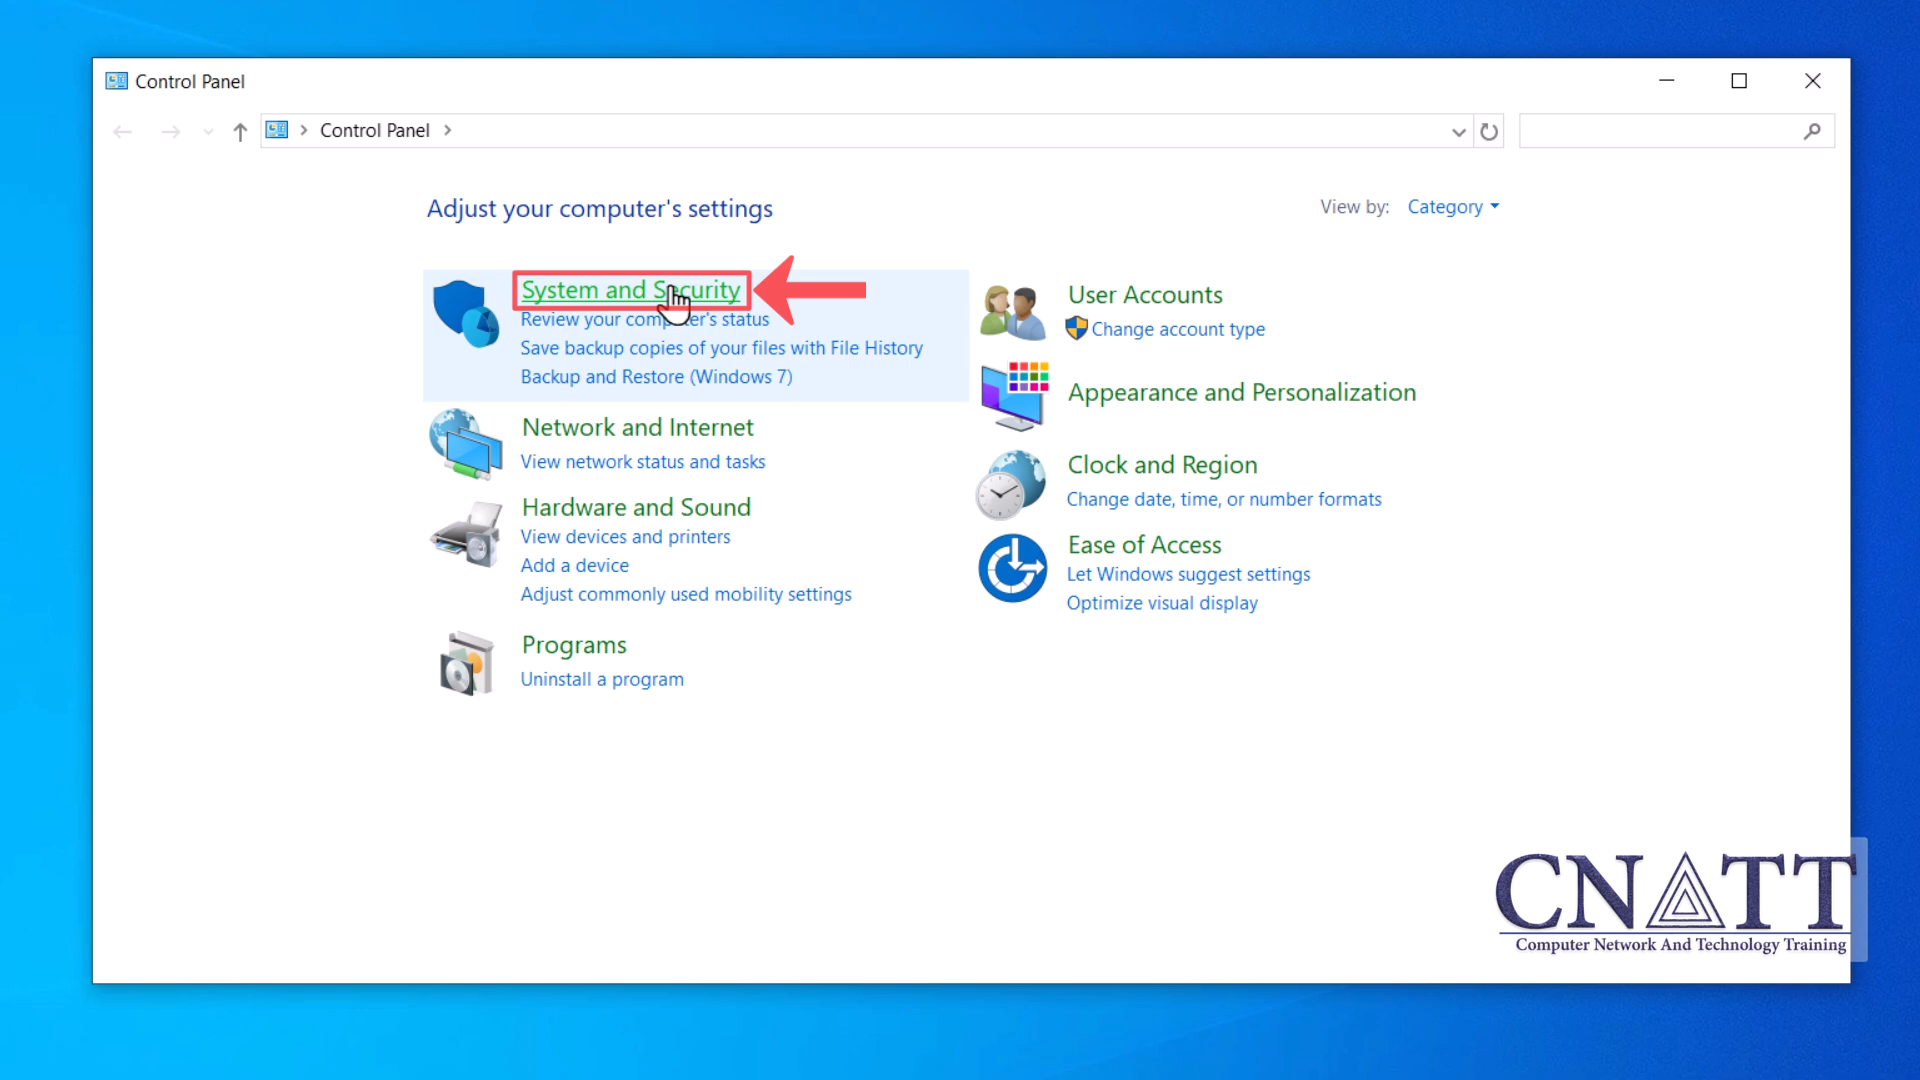 Control Panel
Control Panel
Adjust your computer's settings
View by: Category
System and Security
Review your computer's status
Save backup copies of your files with File History
Backup and Restore (Windows 7)
Network and Internet
View network status and tasks
Hardware and Sound
View devices and printers
Add a device
Adjust commonly used mobility settings
Programs
Uninstall a program
User Accounts
Change account type
Appearance and Personalization
Clock and Region
Change date, time, or number formats
Ease of Access
Let Windows suggest settings
Optimize visual display
CNATT
Computer Network And Technology Training